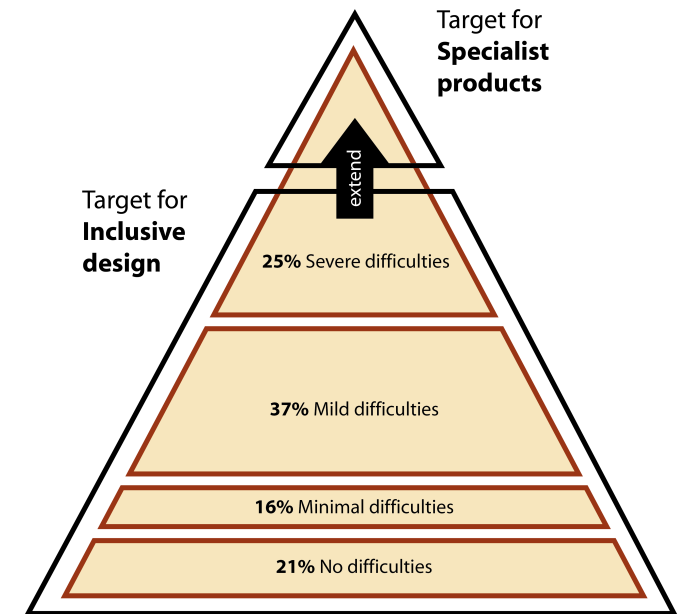 Target for
Specialist
products
extend
Target for
Inclusive
design
25% Severe difficulties
37% Mild difficulties
16% Minimal difficulties
21% No difficulties